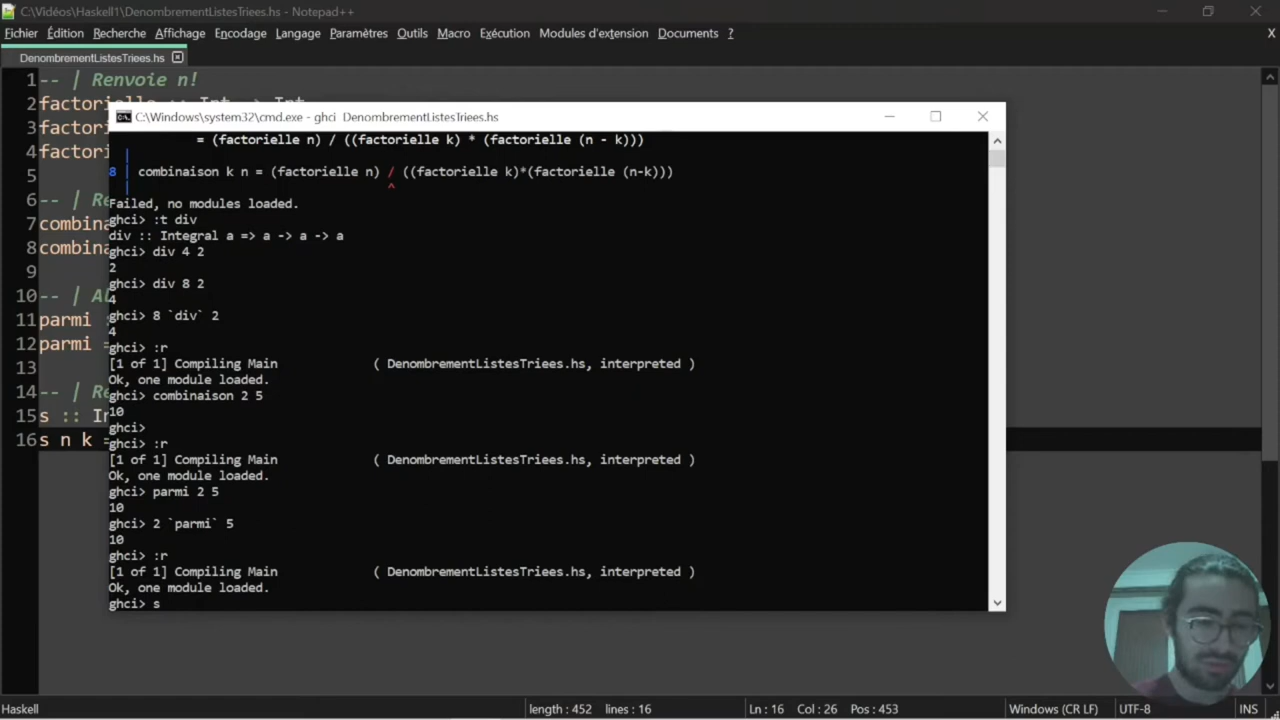 C:\Vidéos\Haskell1\DenombrementListesTriees.hs - Notepad++
Fichier Édition Recherche Affichage Encodage Langage Paramètres Outils Macro Exécution Modules d'extension Documents ? X
DenombrementListesTriees.hs
1 -- | Renvoie n!
2 factorielle :: Int -> Int
3 factori
4 factori
5
6 -- | Re
7 combina
8 combina
9
10 -- | Al
11 parmi :
12 parmi =
13
14 -- | Re
15 s :: In
16 s n k =
C:\Windows\system32\cmd.exe - ghci DenombrementListesTriees.hs
= (factorielle n) / ((factorielle k) * (factorielle (n - k)))
|
8 | combinaison k n = (factorielle n) / ((factorielle k)*(factorielle (n-k)))
| ^
Failed, no modules loaded.
ghci> :t div
div :: Integral a => a -> a -> a
ghci> div 4 2
2
ghci> div 8 2
4
ghci> 8 `div` 2
4
ghci> :r
[1 of 1] Compiling Main ( DenombrementListesTriees.hs, interpreted )
Ok, one module loaded.
ghci> combinaison 2 5
10
ghci>
ghci> :r
[1 of 1] Compiling Main ( DenombrementListesTriees.hs, interpreted )
Ok, one module loaded.
ghci> parmi 2 5
10
ghci> 2 `parmi` 5
10
ghci> :r
[1 of 1] Compiling Main ( DenombrementListesTriees.hs, interpreted )
Ok, one module loaded.
ghci> s
Haskell length : 452 lines : 16 Ln : 16 Col : 26 Pos : 453 Windows (CR LF) UTF-8 INS